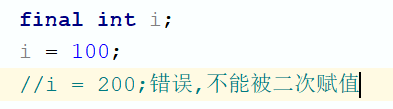 final int i;
i = 100;
//i = 200;错误,不能被二次赋值